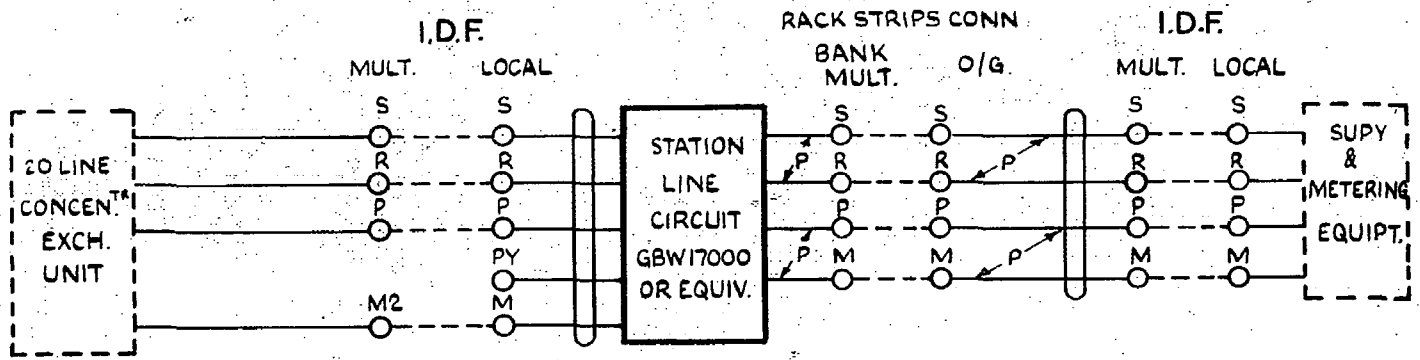 I.D.F.
RACK STRIPS CONN
I.D.F.
MULT. LOCAL
BANK MULT.
O/G.
MULT. LOCAL
S S S S S S
R R R R R R
P P P P P P
PY
M2 M M M M M
P P
P P
20 LINE
CONCEN.TR
EXCH.
UNIT
STATION
LINE
CIRCUIT
GBW17000
OR EQUIV.
SUPY
&
METERING
EQUIPT.